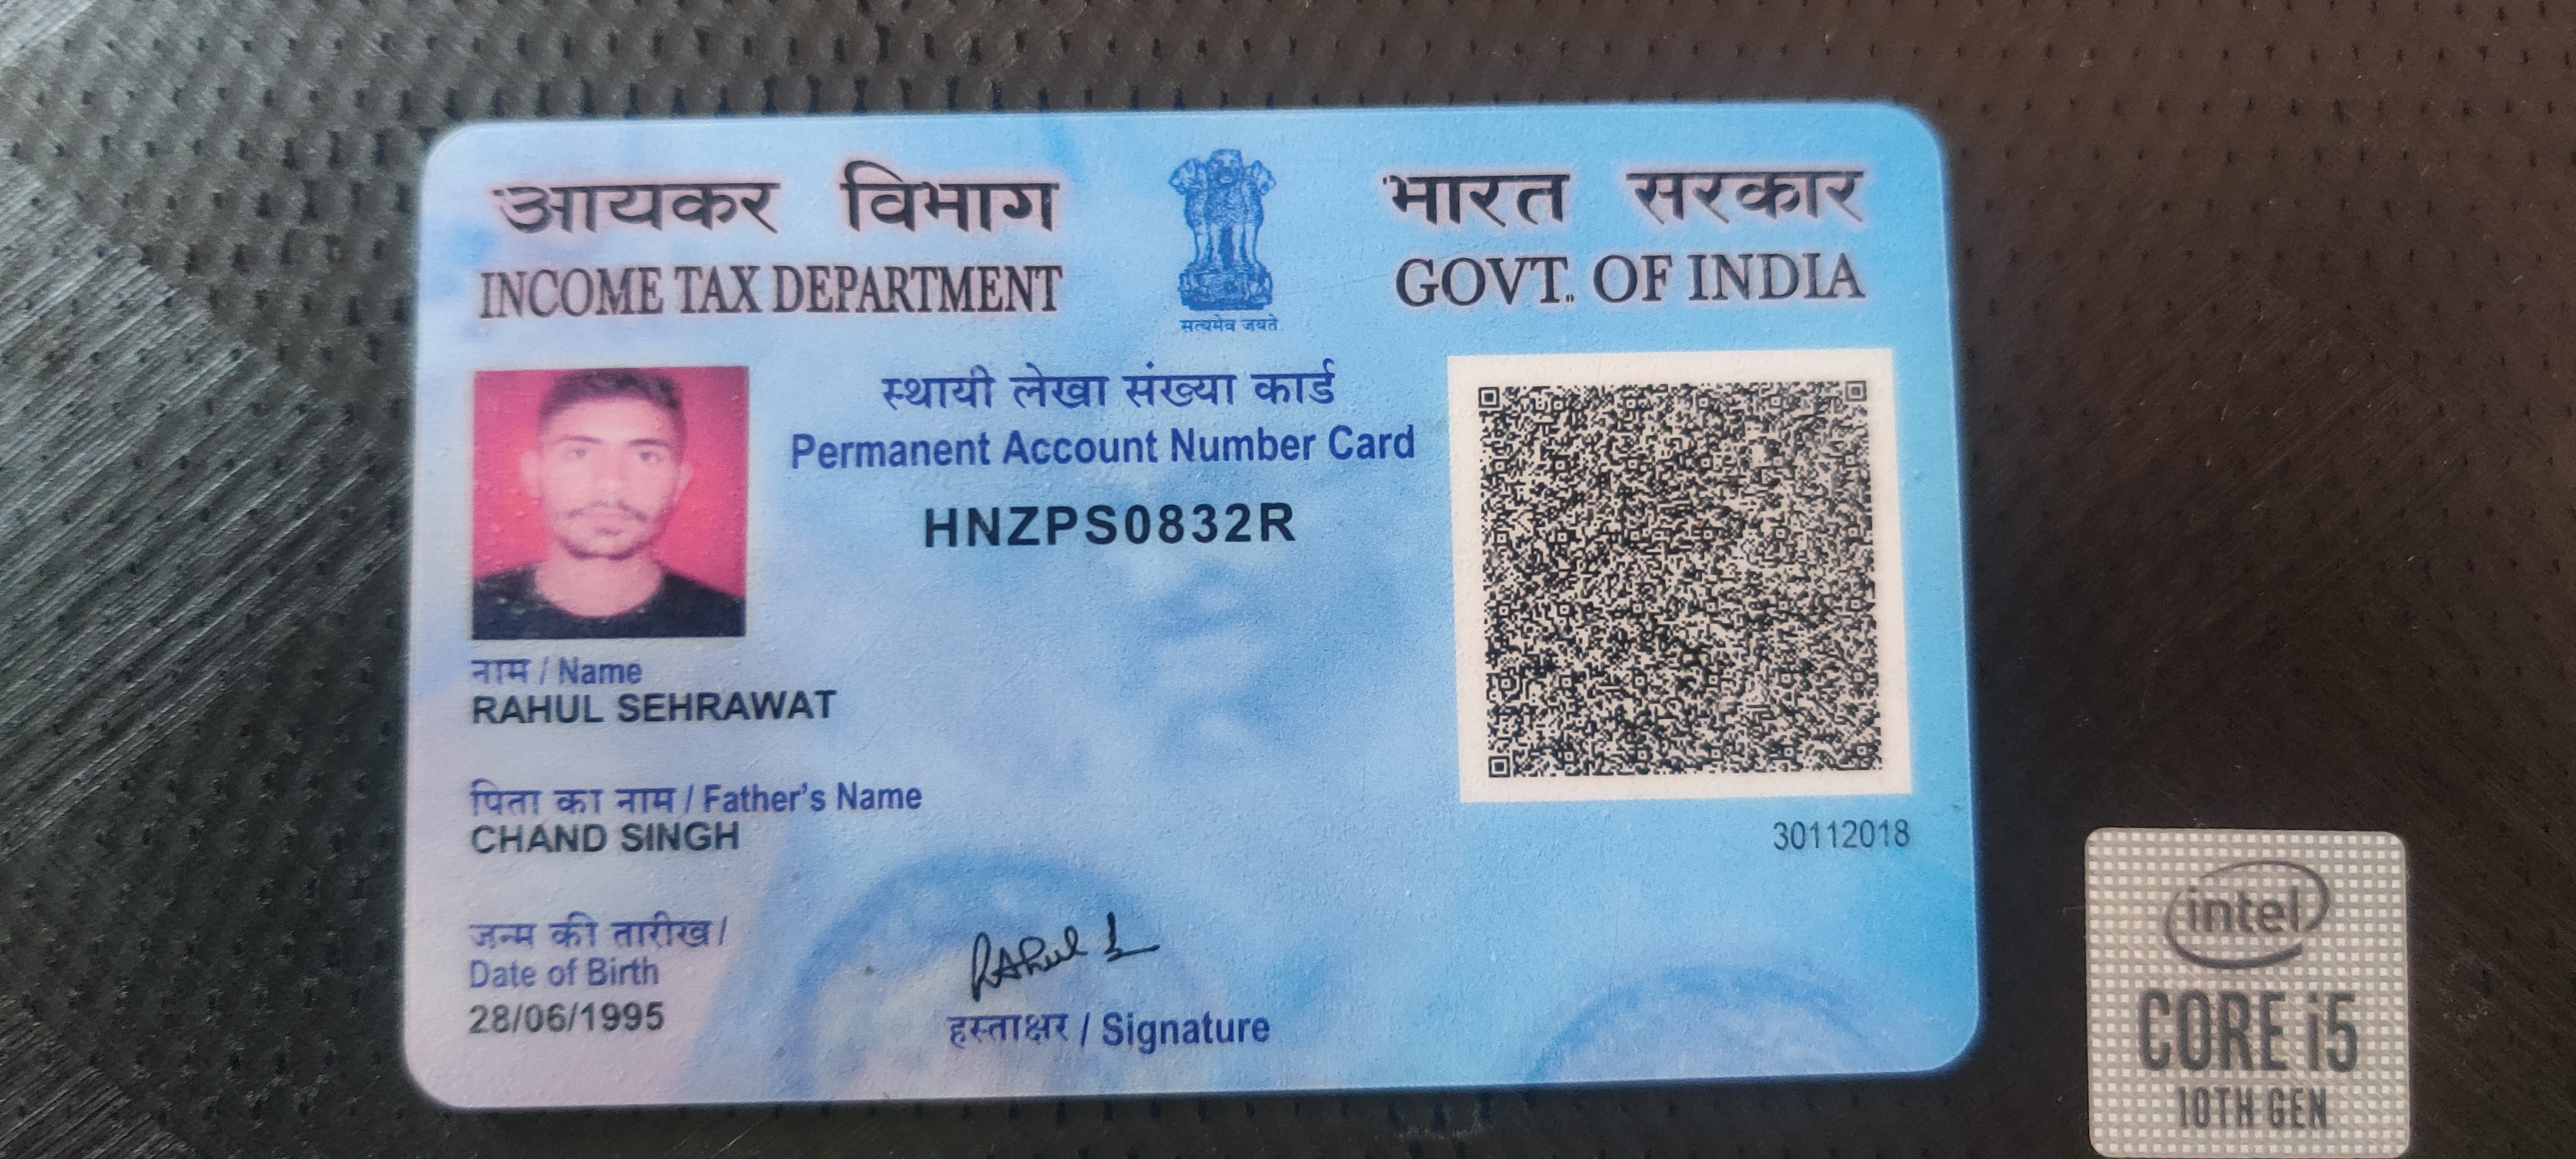 आयकर विभाग
INCOME TAX DEPARTMENT
सत्यमेव जयते
भारत सरकार
GOVT. OF INDIA
स्थायी लेखा संख्या कार्ड
Permanent Account Number Card
HNZPS0832R
नाम / Name
RAHUL SEHRAWAT
पिता का नाम / Father's Name
CHAND SINGH
30112018
जन्म की तारीख /
Date of Birth
28/06/1995
Rahul S
हस्ताक्षर / Signature
intel
CORE i5
10TH GEN